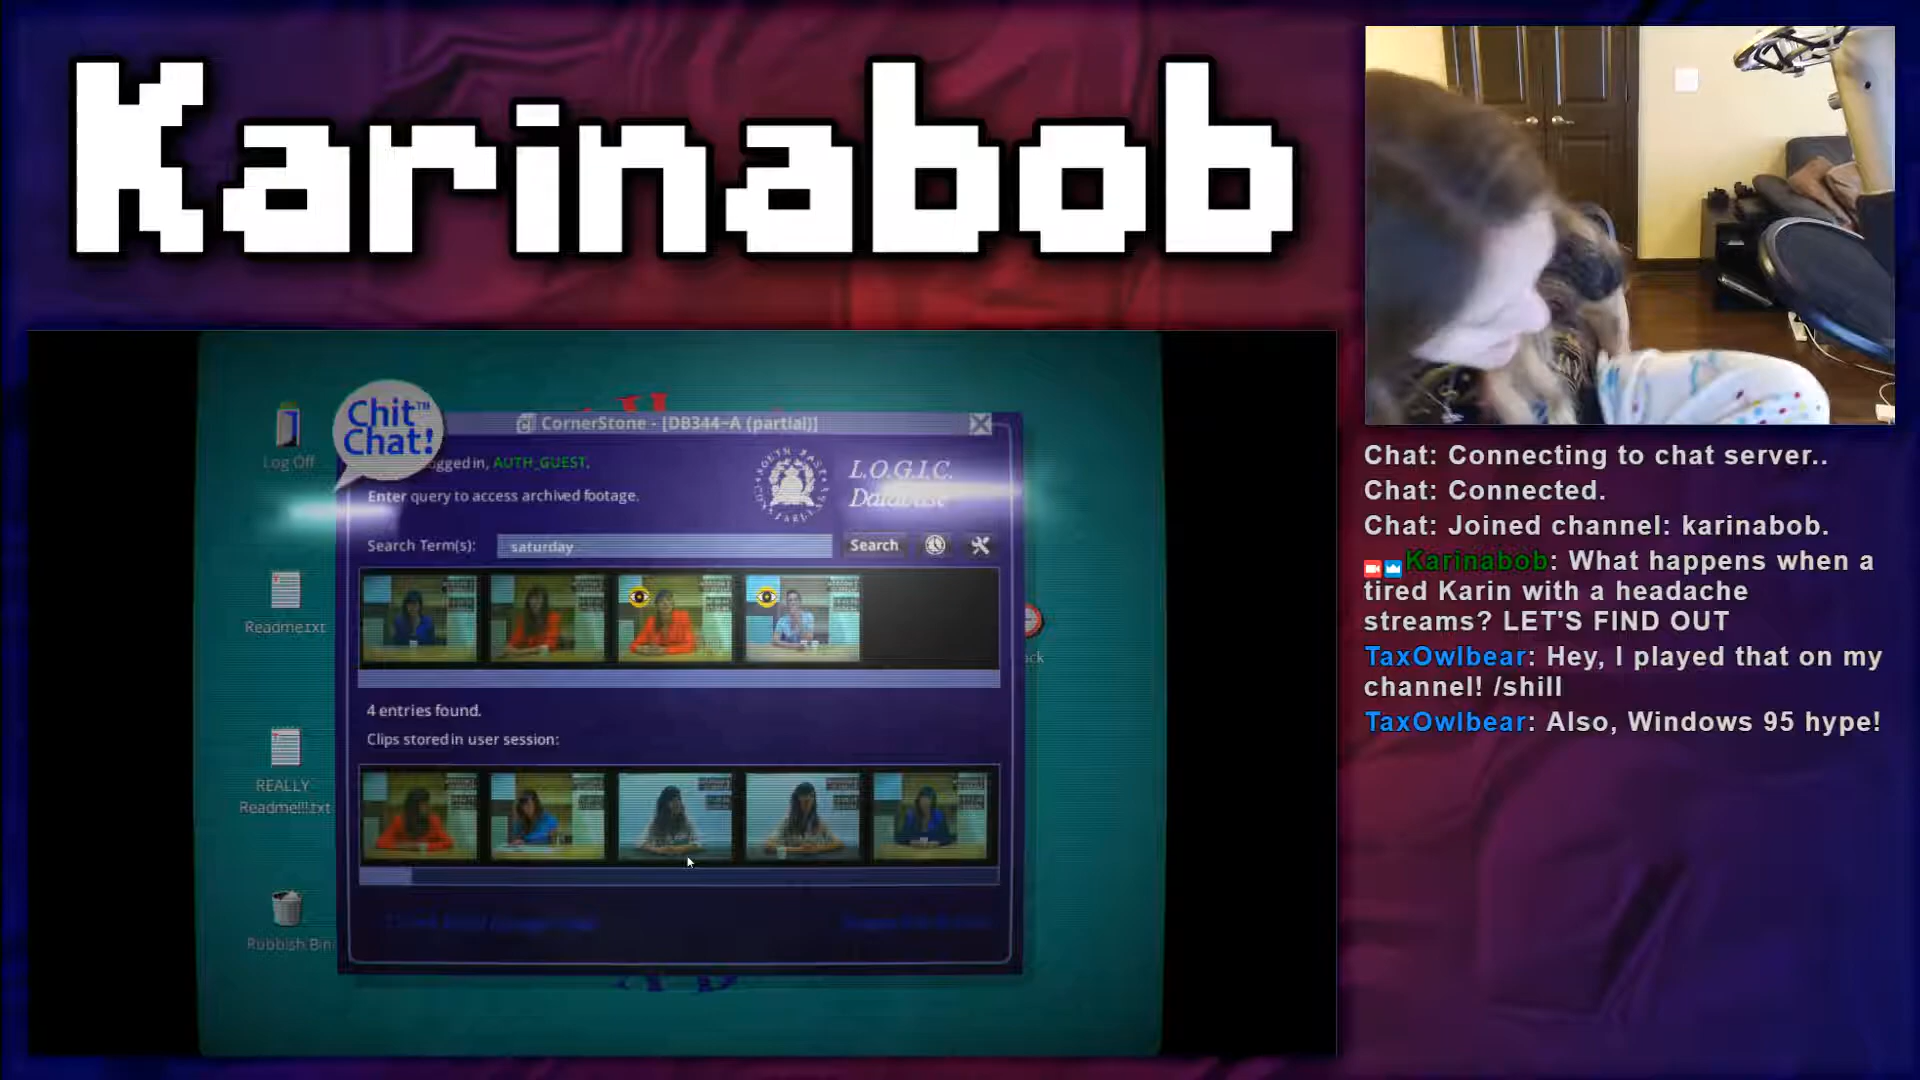 Karinabob
Chit™
Chat!
CornerStone - [DB344-A (partial)]
gged in, AUTH_GUEST.
Enter query to access archived footage.
L.O.G.I.C.
Database
Search Term(s):
saturday
Search
4 entries found.
Clips stored in user session:
Log Off
Readme.txt
REALLY
Readme!!!.txt
Rubbish Bin
Chat: Connecting to chat server..
Chat: Connected.
Chat: Joined channel: karinabob.
Karinabob: What happens when a
tired Karin with a headache
streams? LET'S FIND OUT
TaxOwlbear: Hey, I played that on my
channel! /shill
TaxOwlbear: Also, Windows 95 hype!